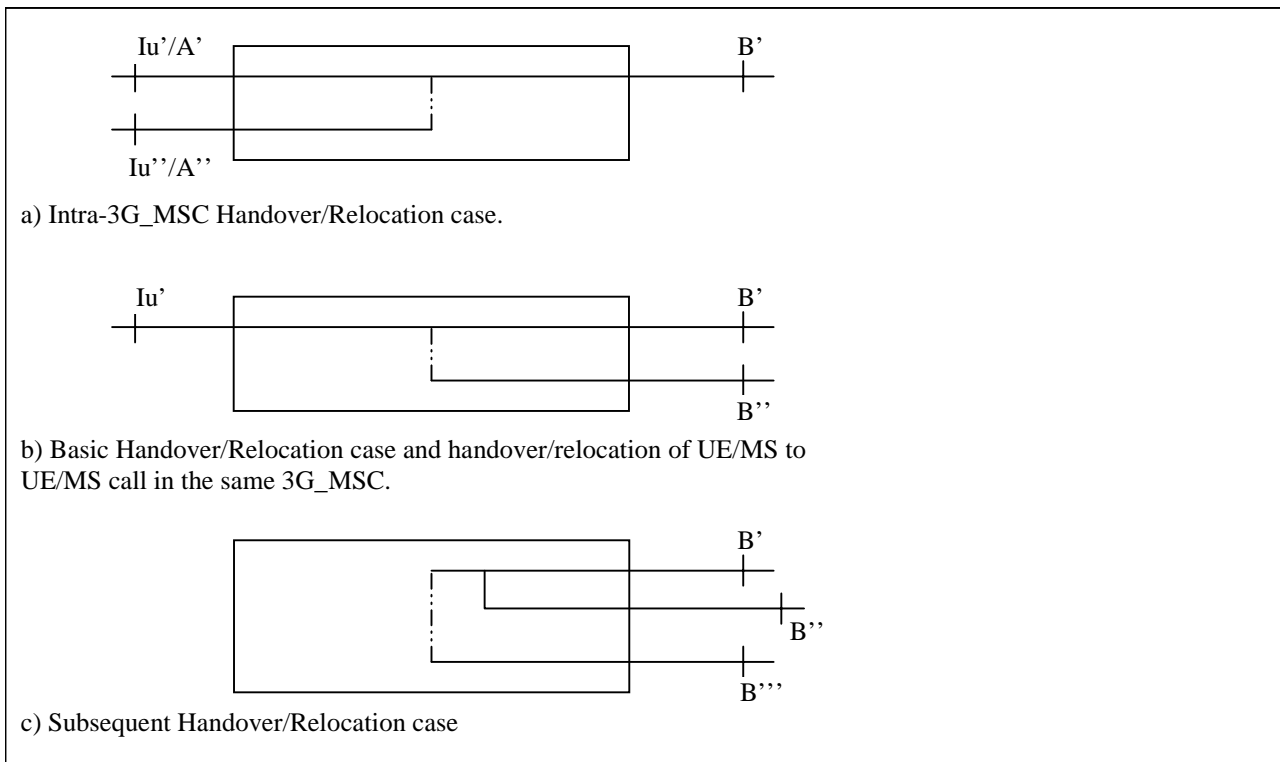 Iu’/A’ B’
Iu’’/A’’
a) Intra-3G_MSC Handover/Relocation case.
Iu’ B’
B’’
b) Basic Handover/Relocation case and handover/relocation of UE/MS to
UE/MS call in the same 3G_MSC.
B’
B’’
B’’’
c) Subsequent Handover/Relocation case